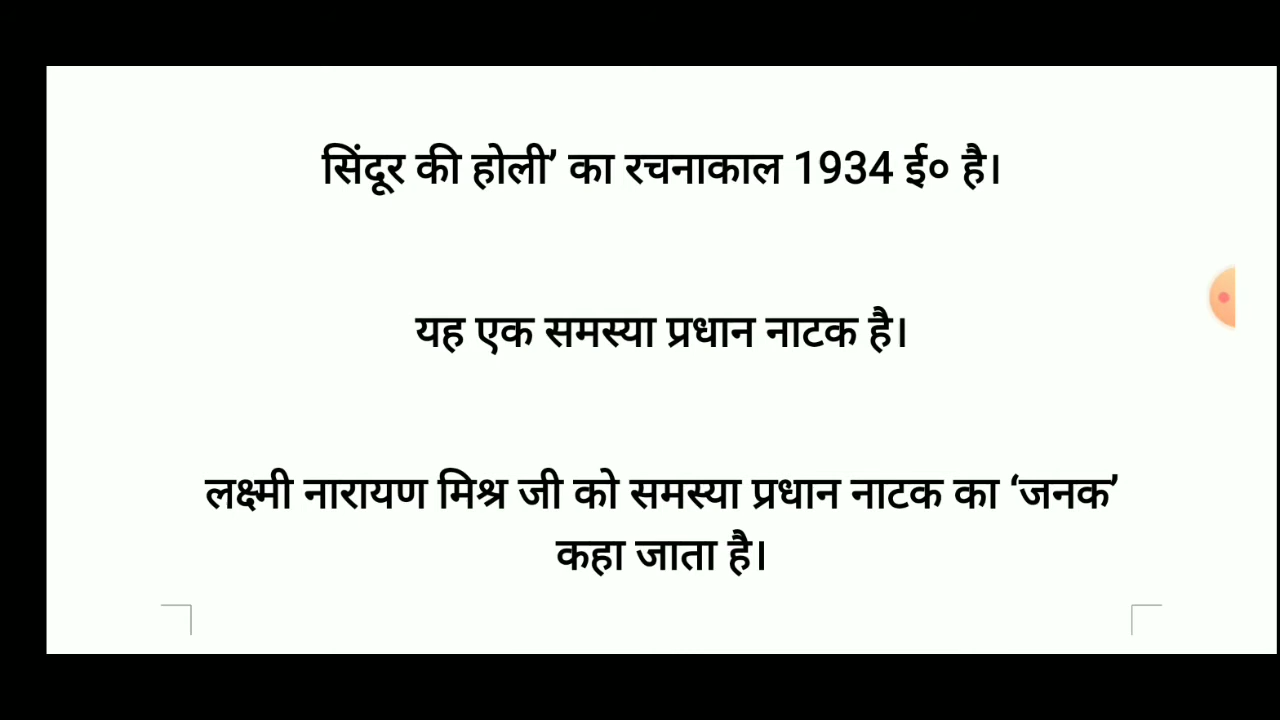 सिंदूर की होली’ का रचनाकाल 1934 ई० है।
यह एक समस्या प्रधान नाटक है।
लक्ष्मी नारायण मिश्र जी को समस्या प्रधान नाटक का ‘जनक’
कहा जाता है।